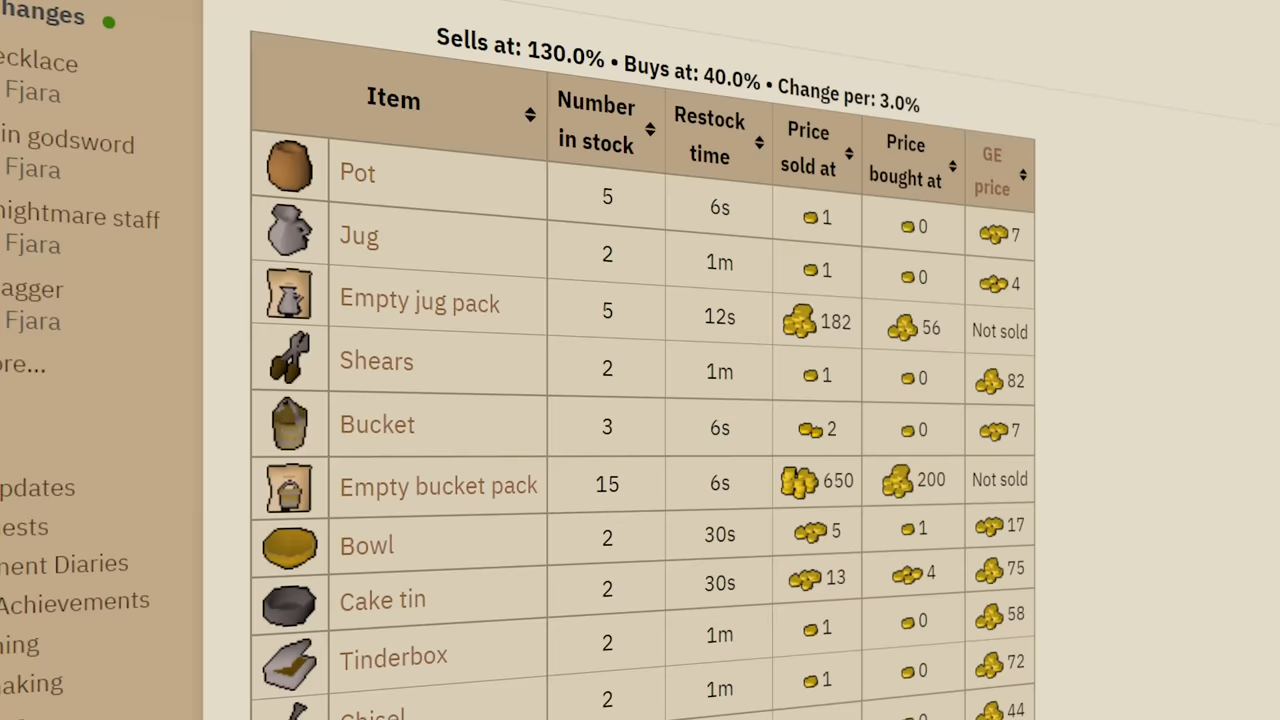 hanges
ecklace
Fjara
in godsword
Fjara
nightmare staff
Fjara
agger
Fjara
ore...
pdates
ests
ment Diaries
Achievements
ning
aking
Sells at: 130.0% • Buys at: 40.0% • Change per: 3.0%
Item Number in stock Restock time Price sold at Price bought at GE price
Pot 5 6s 1 0 7
Jug 2 1m 1 0 4
Empty jug pack 5 12s 182 56 Not sold
Shears 2 1m 1 0 82
Bucket 3 6s 2 0 7
Empty bucket pack 15 6s 650 200 Not sold
Bowl 2 30s 5 1 17
Cake tin 2 30s 13 4 75
Tinderbox 2 1m 1 0 58
Chisel 2 1m 1 0 72
44